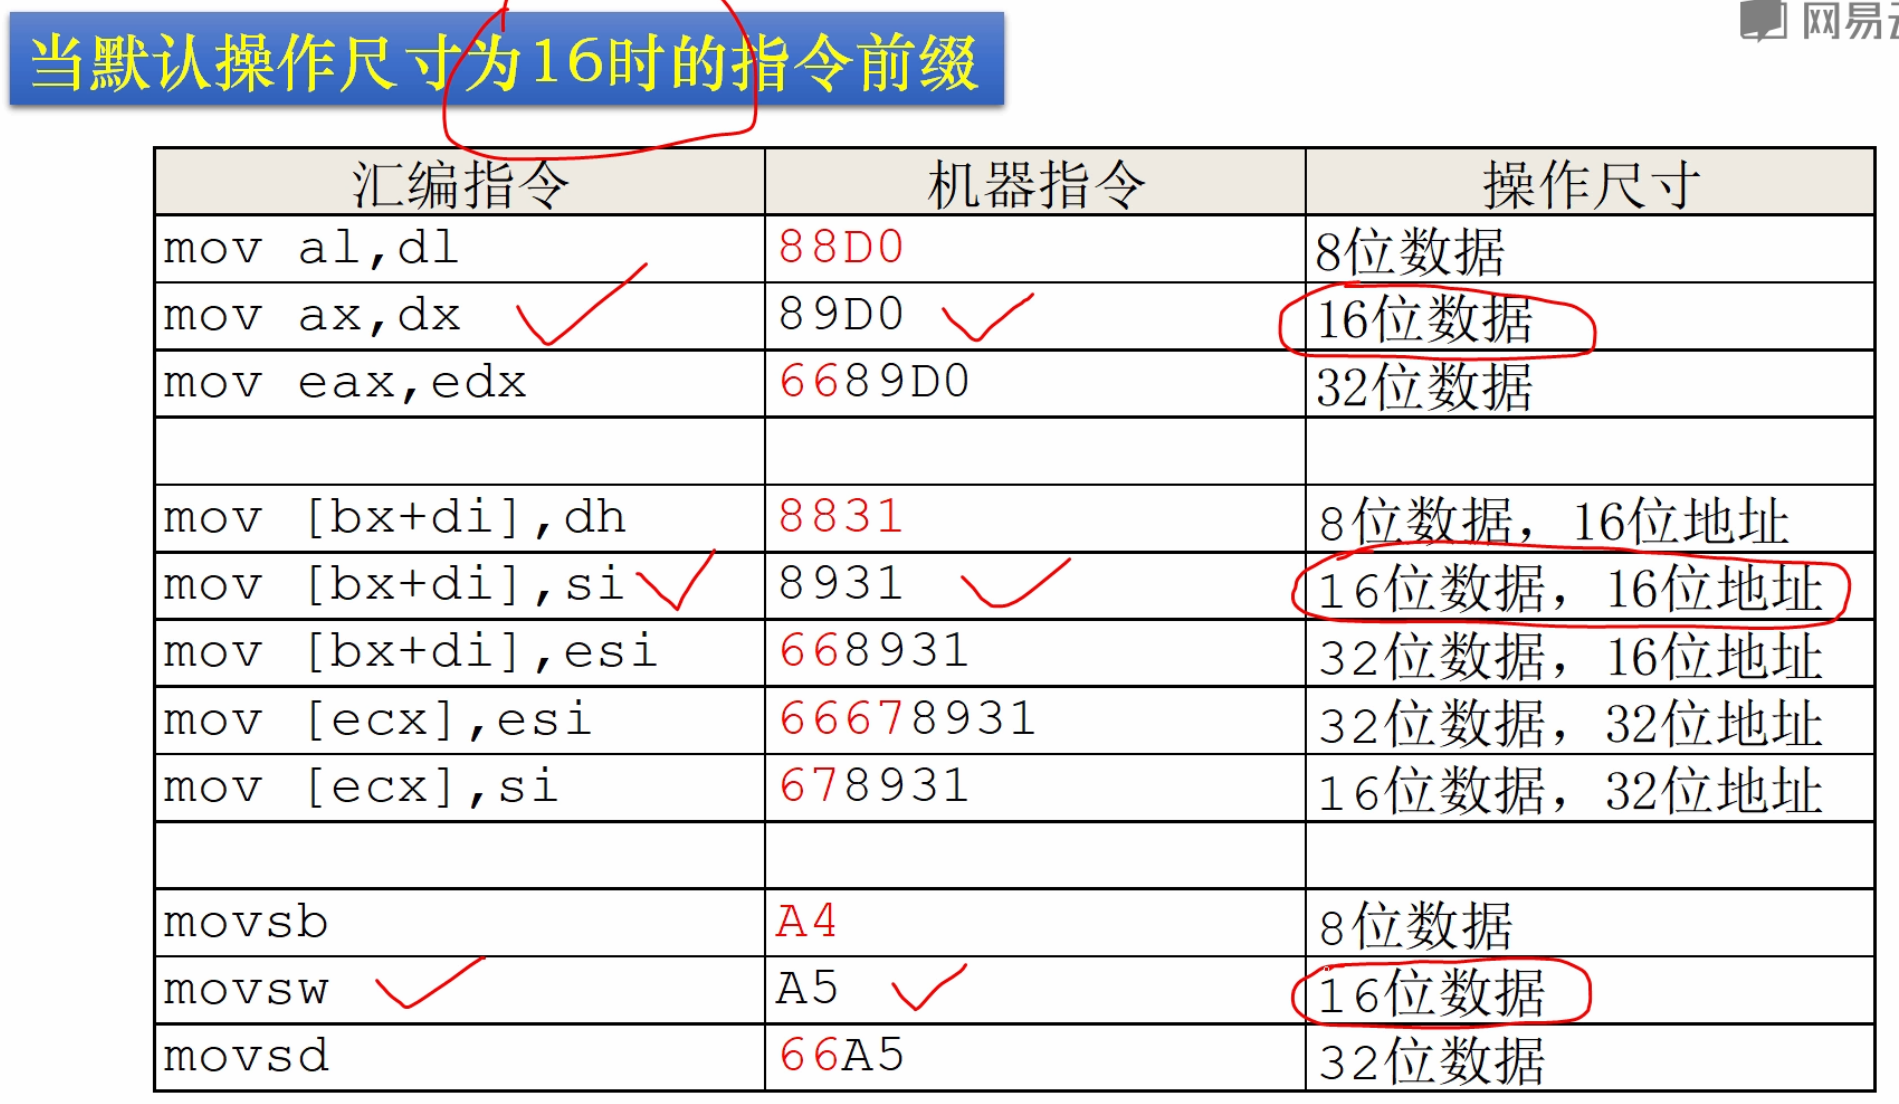 网易云
当默认操作尺寸为16时的指令前缀
汇编指令 机器指令 操作尺寸
mov al,dl 88D0 8位数据
mov ax,dx 89D0 16位数据
mov eax,edx 6689D0 32位数据
mov [bx+di],dh 8831 8位数据，16位地址
mov [bx+di],si 8931 16位数据，16位地址
mov [bx+di],esi 668931 32位数据，16位地址
mov [ecx],esi 66678931 32位数据，32位地址
mov [ecx],si 678931 16位数据，32位地址
movsb A4 8位数据
movsw A5 16位数据
movsd 66A5 32位数据